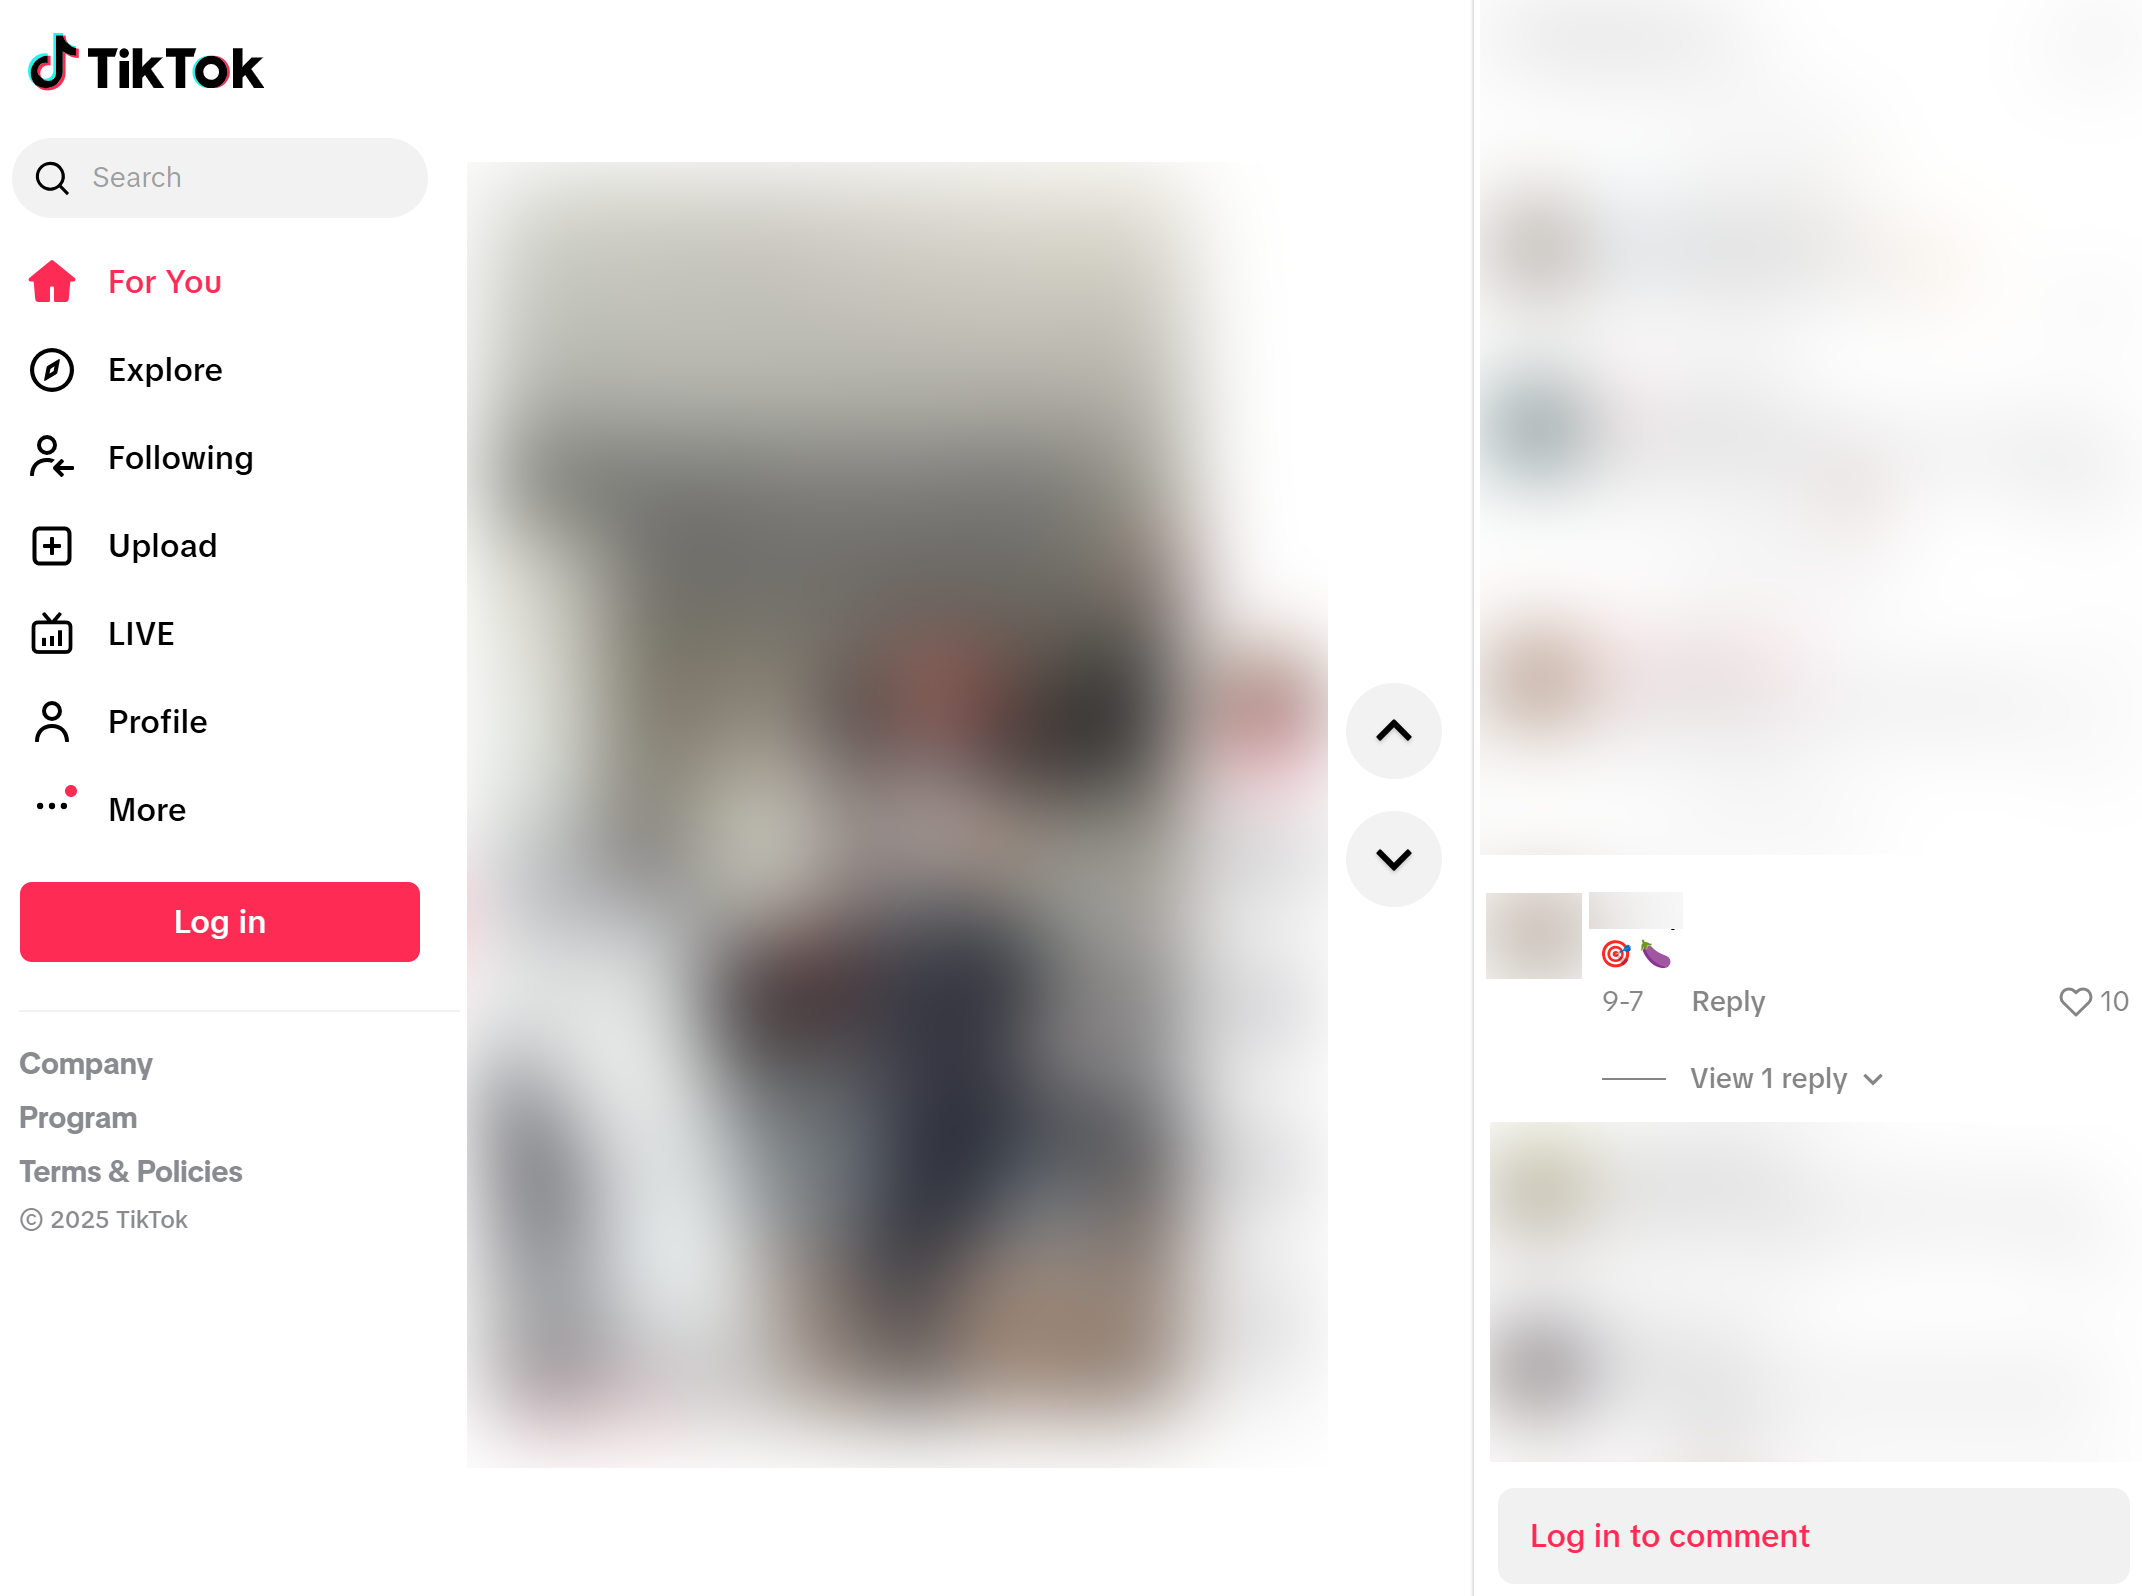 TikTok
Search
For You
Explore
Following
Upload
LIVE
Profile
More
Log in
Company
Program
Terms & Policies
© 2025 TikTok
🎯 🍆
9-7 Reply 10
View 1 reply
Log in to comment